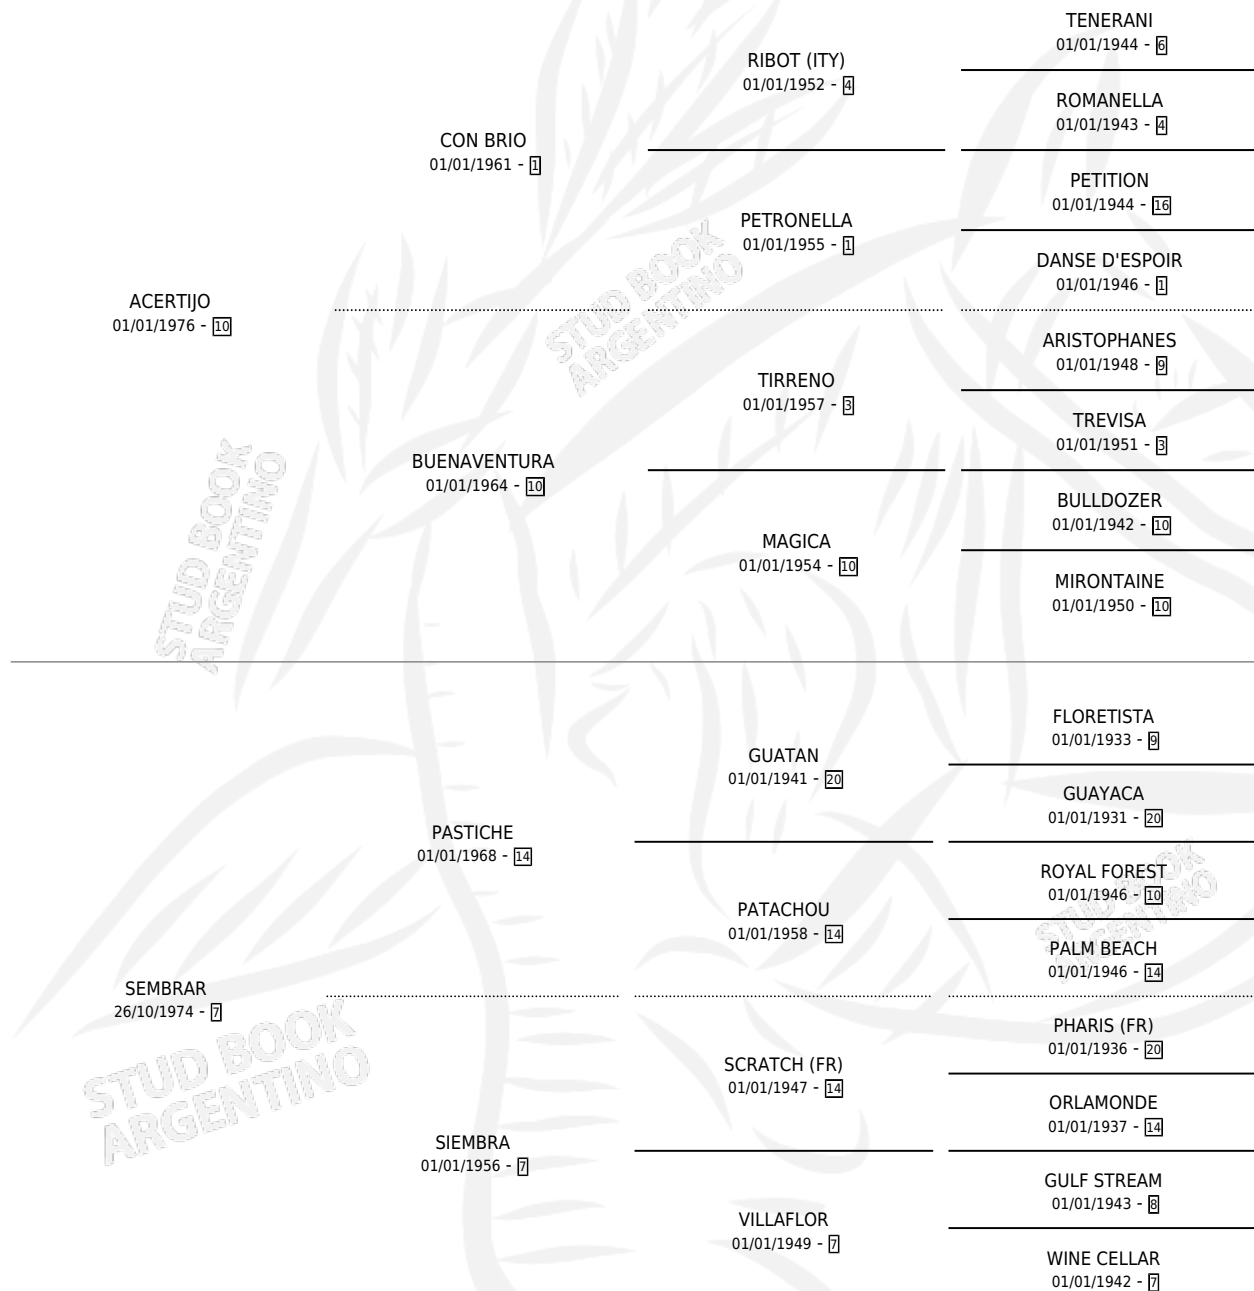 TENERANI
01/01/1944 - 6
RIBOT (ITY)
01/01/1952 - 4
ROMANELLA
01/01/1943 - 4
CON BRIO
01/01/1961 - 1
PETITION
01/01/1944 - 16
PETRONELLA
01/01/1955 - 1
DANSE D'ESPOIR
01/01/1946 - 1
ACERTIJO
01/01/1976 - 10
STUD BOOK
ARGENTINO
ARISTOPHANES
01/01/1948 - 9
TIRRENO
01/01/1957 - 3
TREVISA
01/01/1951 - 3
BUENAVENTURA
01/01/1964 - 10
BULLDOZER
01/01/1942 - 10
MAGICA
01/01/1954 - 10
MIRONTAINE
01/01/1950 - 10
STUD BOOK
ARGENTINO
FLORETISTA
01/01/1933 - 9
GUATAN
01/01/1941 - 20
GUAYACA
01/01/1931 - 20
PASTICHE
01/01/1968 - 14
ROYAL FOREST
01/01/1946 - 10
PATACHOU
01/01/1958 - 14
PALM BEACH
01/01/1946 - 14
STUD BOOK
ARGENTINO
SEMBRAR
26/10/1974 - 7
PHARIS (FR)
01/01/1936 - 20
SCRATCH (FR)
01/01/1947 - 14
ORLAMONDE
01/01/1937 - 14
STUD BOOK
ARGENTINO
SIEMBRA
01/01/1956 - 7
GULF STREAM
01/01/1943 - 8
VILLAFLOR
01/01/1949 - 7
WINE CELLAR
01/01/1942 - 7